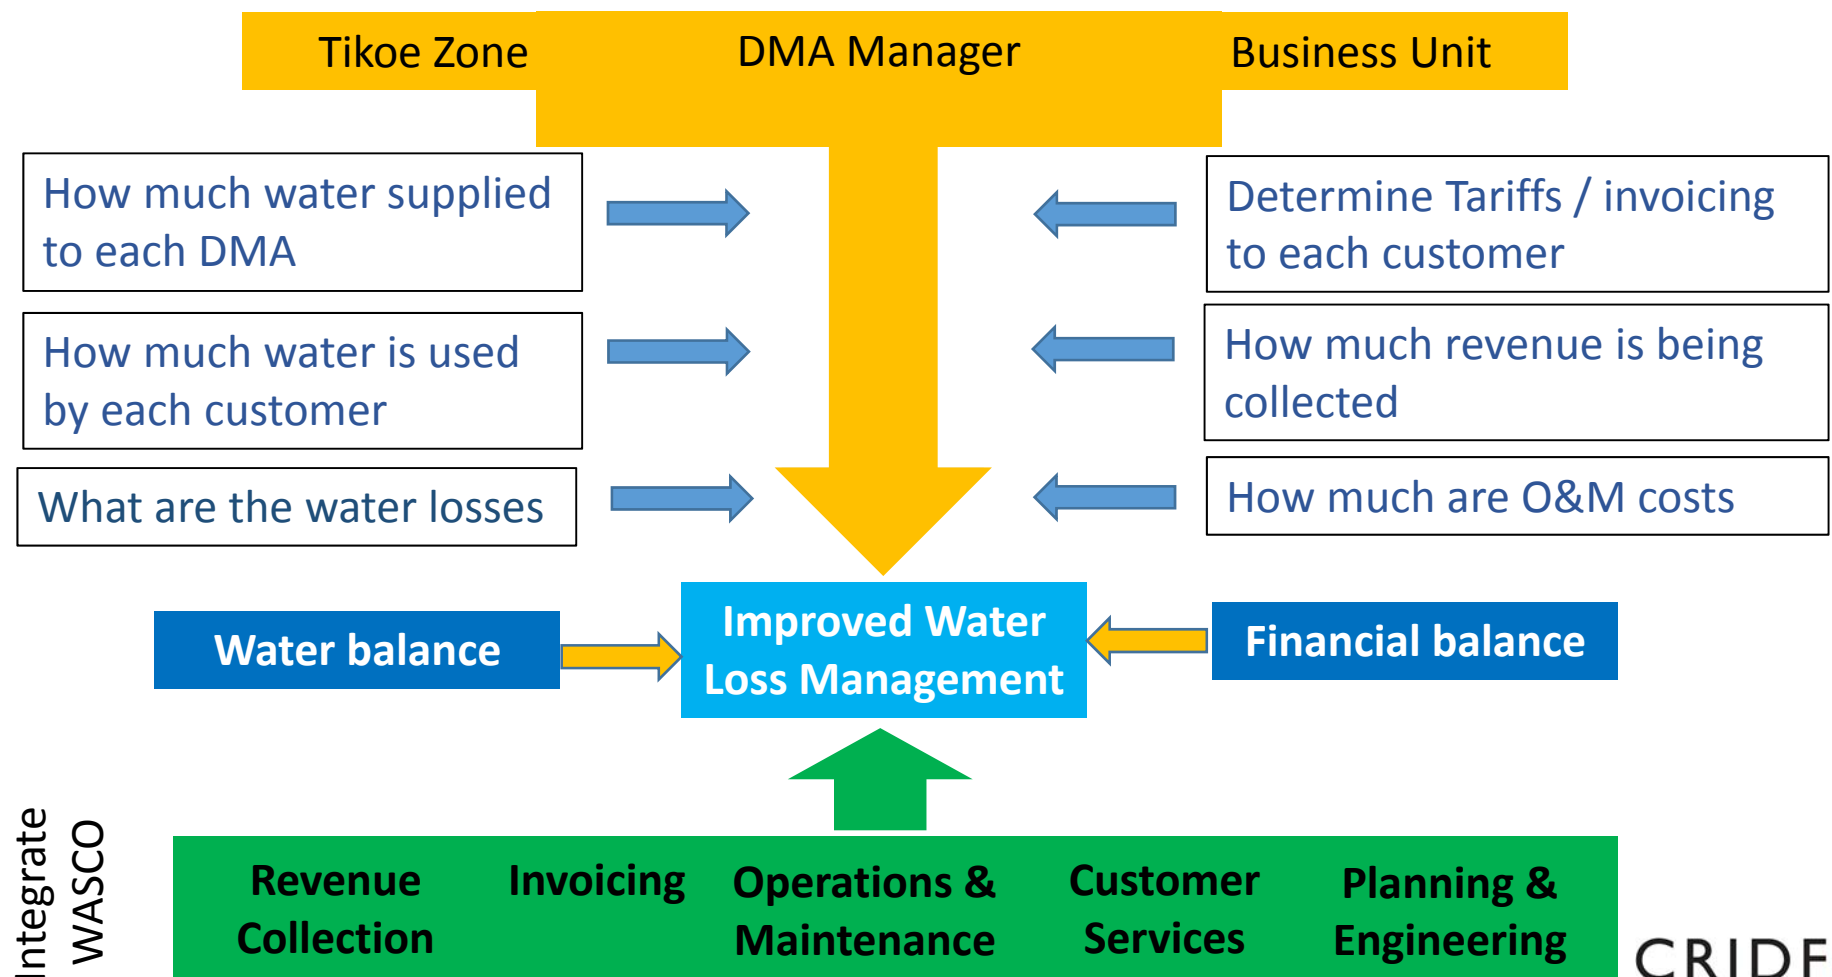 Tikoe Zone
DMA Manager
Business Unit
How much water supplied
to each DMA
Determine Tariffs / invoicing
to each customer
How much water is used
by each customer
How much revenue is being
collected
What are the water losses
How much are O&M costs
Water balance
Improved Water
Loss Management
Financial balance
Integrate
WASCO
Revenue
Collection
Invoicing
Operations &
Maintenance
Customer
Services
Planning &
Engineering
CRIDF